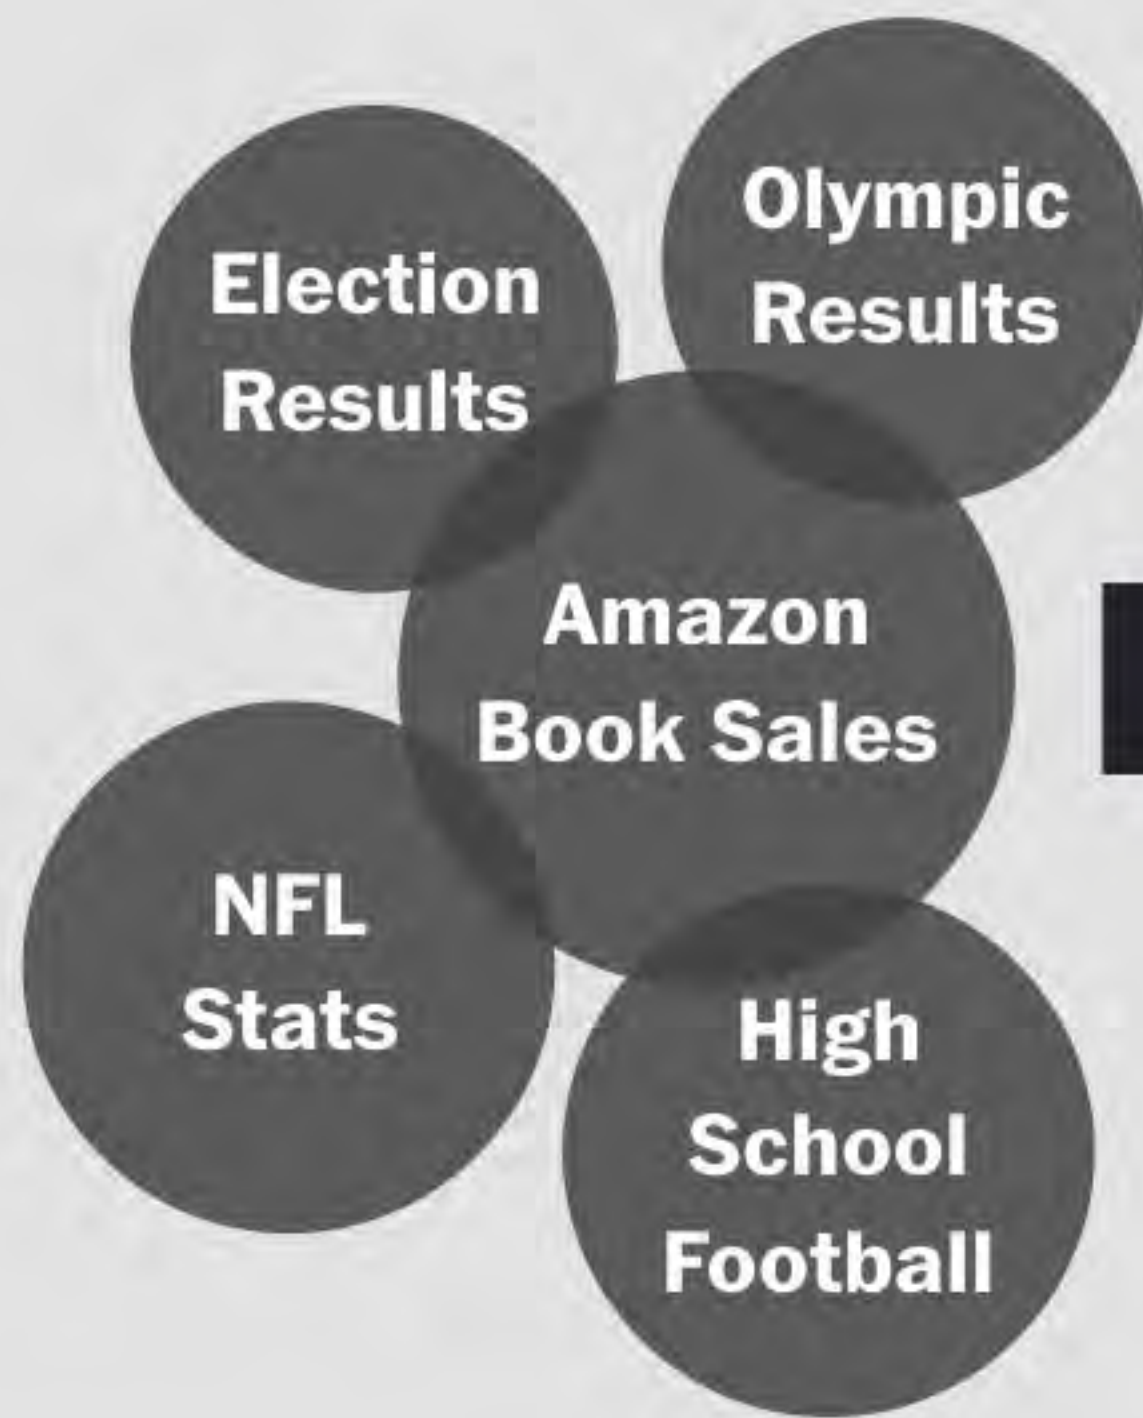 Olympic
Results
Election
Results
Amazon
Book Sales
NFL
Stats
High
School
Football